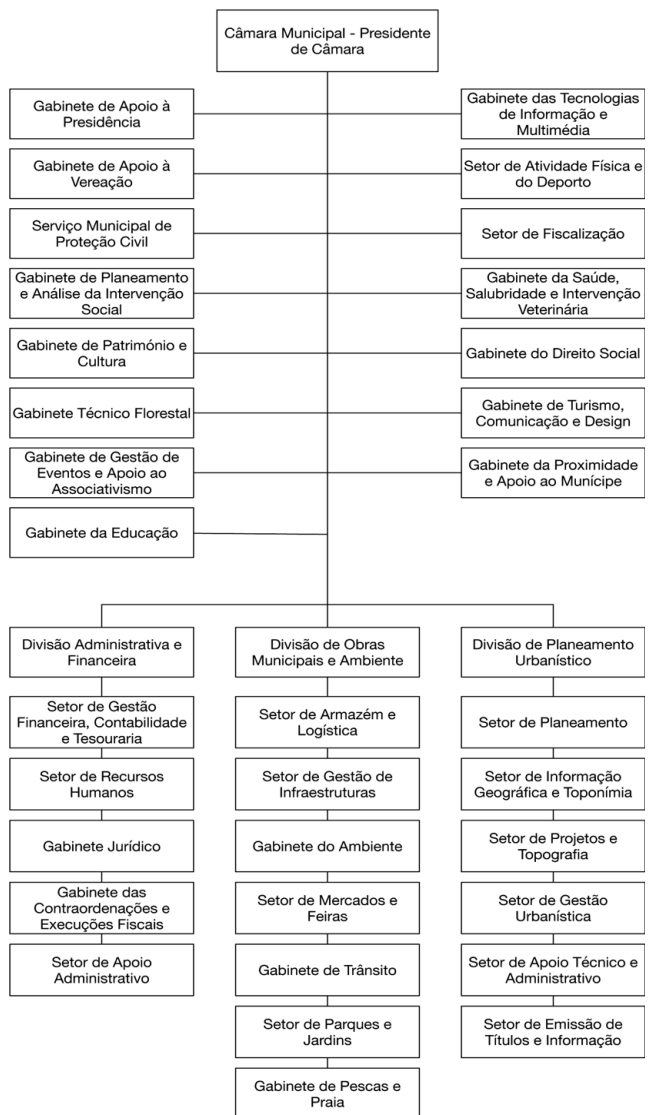 Câmara Municipal - Presidente
de Câmara
Gabinete de Apoio à
Presidência
Gabinete das Tecnologias
de Informação e
Multimédia
Gabinete de Apoio à
Vereação
Setor de Atividade Física e
do Deporto
Serviço Municipal de
Proteção Civil
Setor de Fiscalização
Gabinete de Planeamento
e Análise da Intervenção
Social
Gabinete da Saúde,
Salubridade e Intervenção
Veterinária
Gabinete de Património e
Cultura
Gabinete do Direito Social
Gabinete Técnico Florestal
Gabinete de Turismo,
Comunicação e Design
Gabinete de Gestão de
Eventos e Apoio ao
Associativismo
Gabinete da Proximidade
e Apoio ao Munícipe
Gabinete da Educação
Divisão Administrativa e
Financeira
Setor de Gestão
Financeira, Contabilidade
e Tesouraria
Setor de Recursos
Humanos
Gabinete Jurídico
Gabinete das
Contraordenações e
Execuções Fiscais
Setor de Apoio
Administrativo
Divisão de Obras
Municipais e Ambiente
Setor de Armazém e
Logística
Setor de Gestão de
Infraestruturas
Gabinete do Ambiente
Setor de Mercados e
Feiras
Gabinete de Trânsito
Setor de Parques e
Jardins
Gabinete de Pescas e
Praia
Divisão de Planeamento
Urbanístico
Setor de Planeamento
Setor de Informação
Geográfica e Toponímia
Setor de Projetos e
Topografia
Setor de Gestão
Urbanística
Setor de Apoio Técnico e
Administrativo
Setor de Emissão de
Títulos e Informação